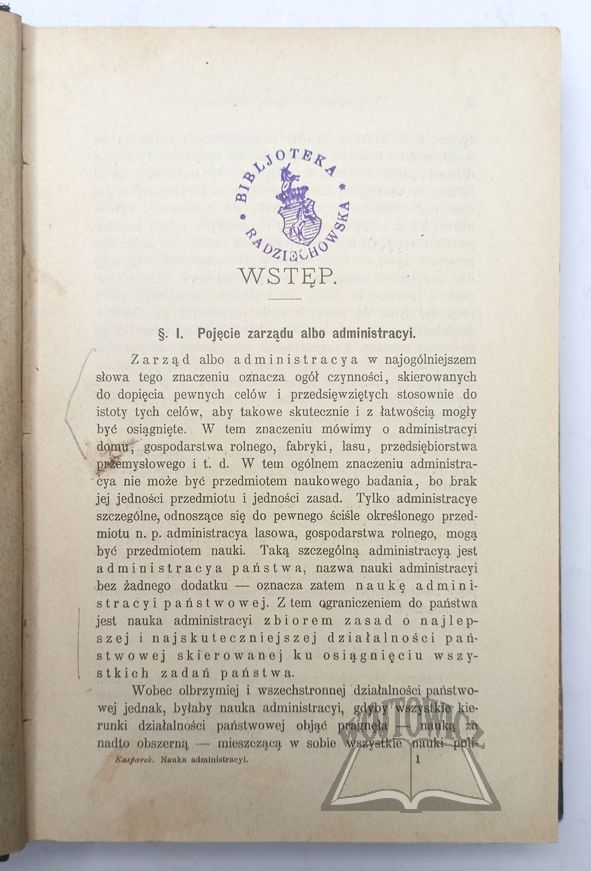 BIBLJOTEKA
RADZIECHOWSKA
WSTĘP.
§. I. Pojęcie zarządu albo administracyi.
Zarząd albo administracya w najogólniejszem
słowa tego znaczeniu oznacza ogół czynności, skierowanych
do dopięcia pewnych celów i przedsięwziętych stosownie do
istoty tych celów, aby takowe skutecznie i z łatwością mogły
być osiągnięte. W tem znaczeniu mówimy o administracyi
domu, gospodarstwa rolnego, fabryki, lasu, przedsiębiorstwa
przemysłowego i t. d. W tem ogólnem znaczeniu administra-
cya nie może być przedmiotem naukowego badania, bo brak
jej jedności przedmiotu i jedności zasad. Tylko administracye
szczególne, odnoszące się do pewnego ściśle określonego przed-
miotu n. p. administracya lasowa, gospodarstwa rolnego, mogą
być przedmiotem nauki. Taką szczególną administracyą jest
administracya państwa, nazwa nauki administracyi
bez żadnego dodatku — oznacza zatem naukę admini-
stracyi państwowej. Z tem ograniczeniem do państwa
jest nauka administracyi zbiorem zasad o najlep-
szej i najskuteczniejszej działalności pań-
stwowej skierowanej ku osiągnięciu wszy-
stkich zadań państwa.
Wobec olbrzymiej i wszechstronnej działalności państwo-
wej jednak, byłaby nauka administracyi, gdyby wszystkie kie-
runki działalności państwowej objąć pragnęła — nauką za
nadto obszerną — mieszczącą w sobie wszystkie nauki poli-
Kasparek. Nauka administracyi. 1
WÓJTOWICZ